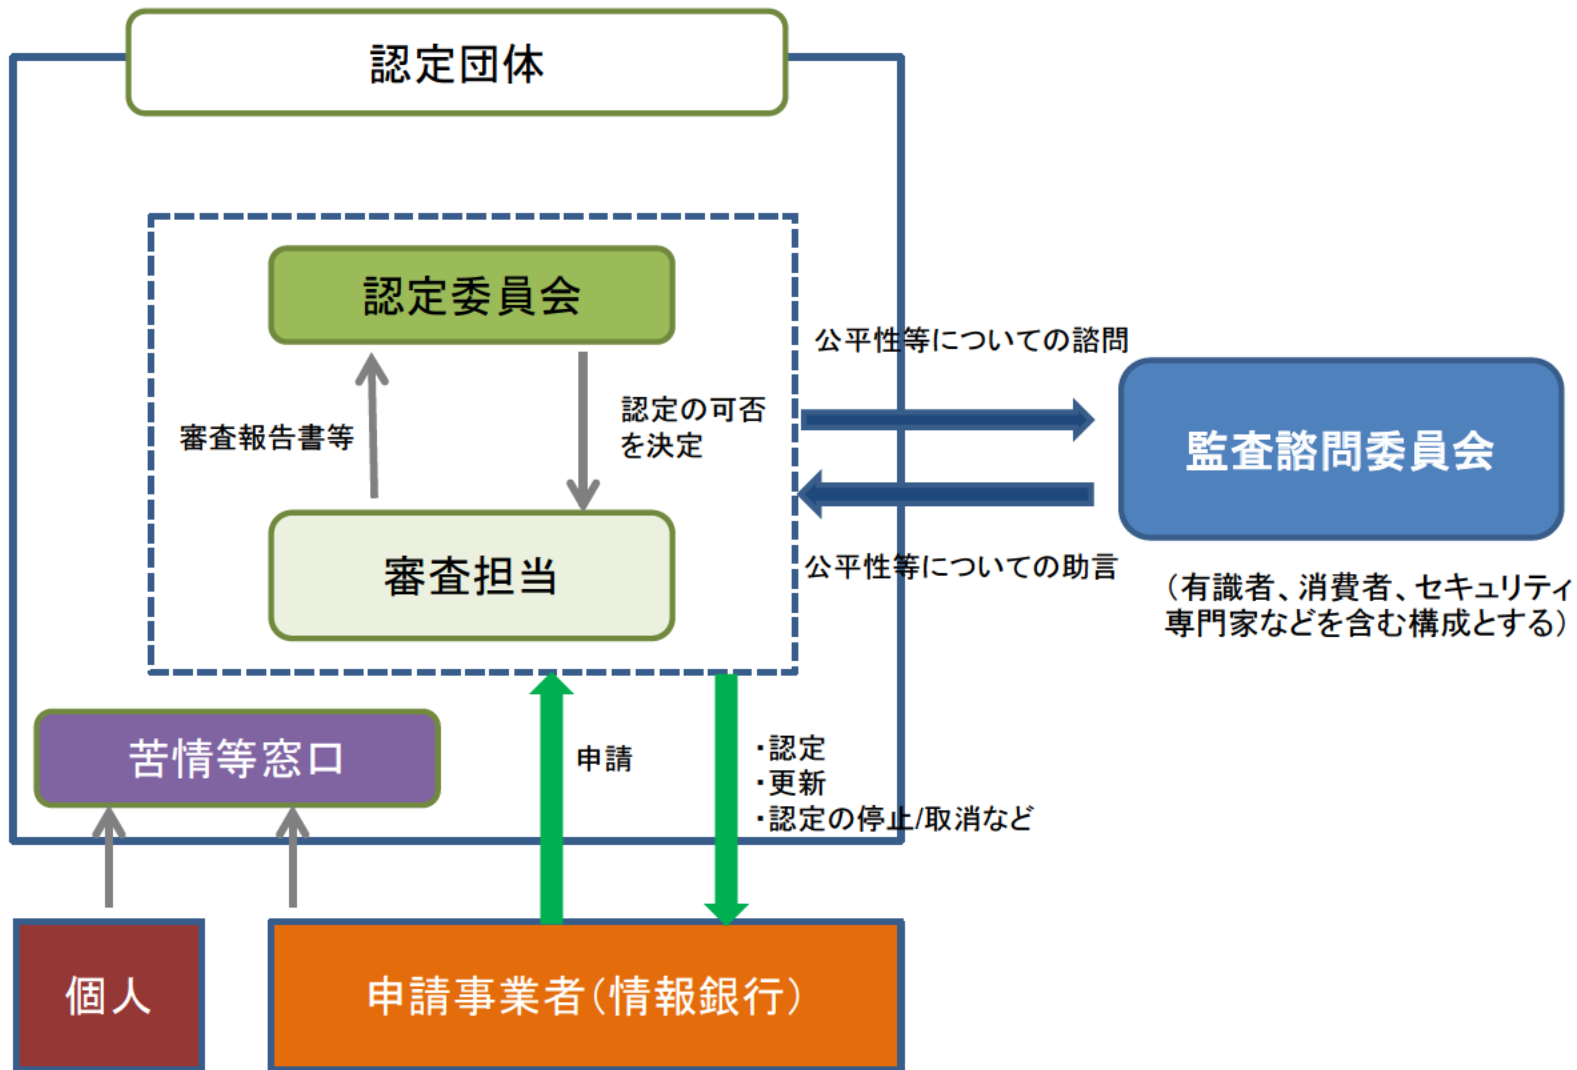 認定団体
認定委員会
公平性等についての諮問
審査報告書等
認定の可否
を決定
監査諮問委員会
審査担当
公平性等についての助言
（有識者、消費者、セキュリティ
専門家などを含む構成とする）
苦情等窓口
申請
・認定
・更新
・認定の停止/取消など
個人
申請事業者（情報銀行）